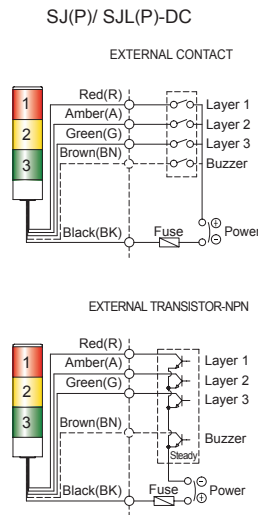 SJ(P)/ SJL(P)-DC
EXTERNAL CONTACT
Red(R)
1
Layer 1
Amber(A)
2
Layer 2
Green(G)
3
Layer 3
Brown(BN)
Buzzer
⊕
Black(BK)
Fuse
Power
⊖
EXTERNAL TRANSISTOR-NPN
Red(R)
1
Layer 1
Amber(A)
Layer 2
Green(G)
2
Layer 3
3
Brown(BN)
Buzzer
Steady
⊖
Black(BK)
Fuse
Power
⊕